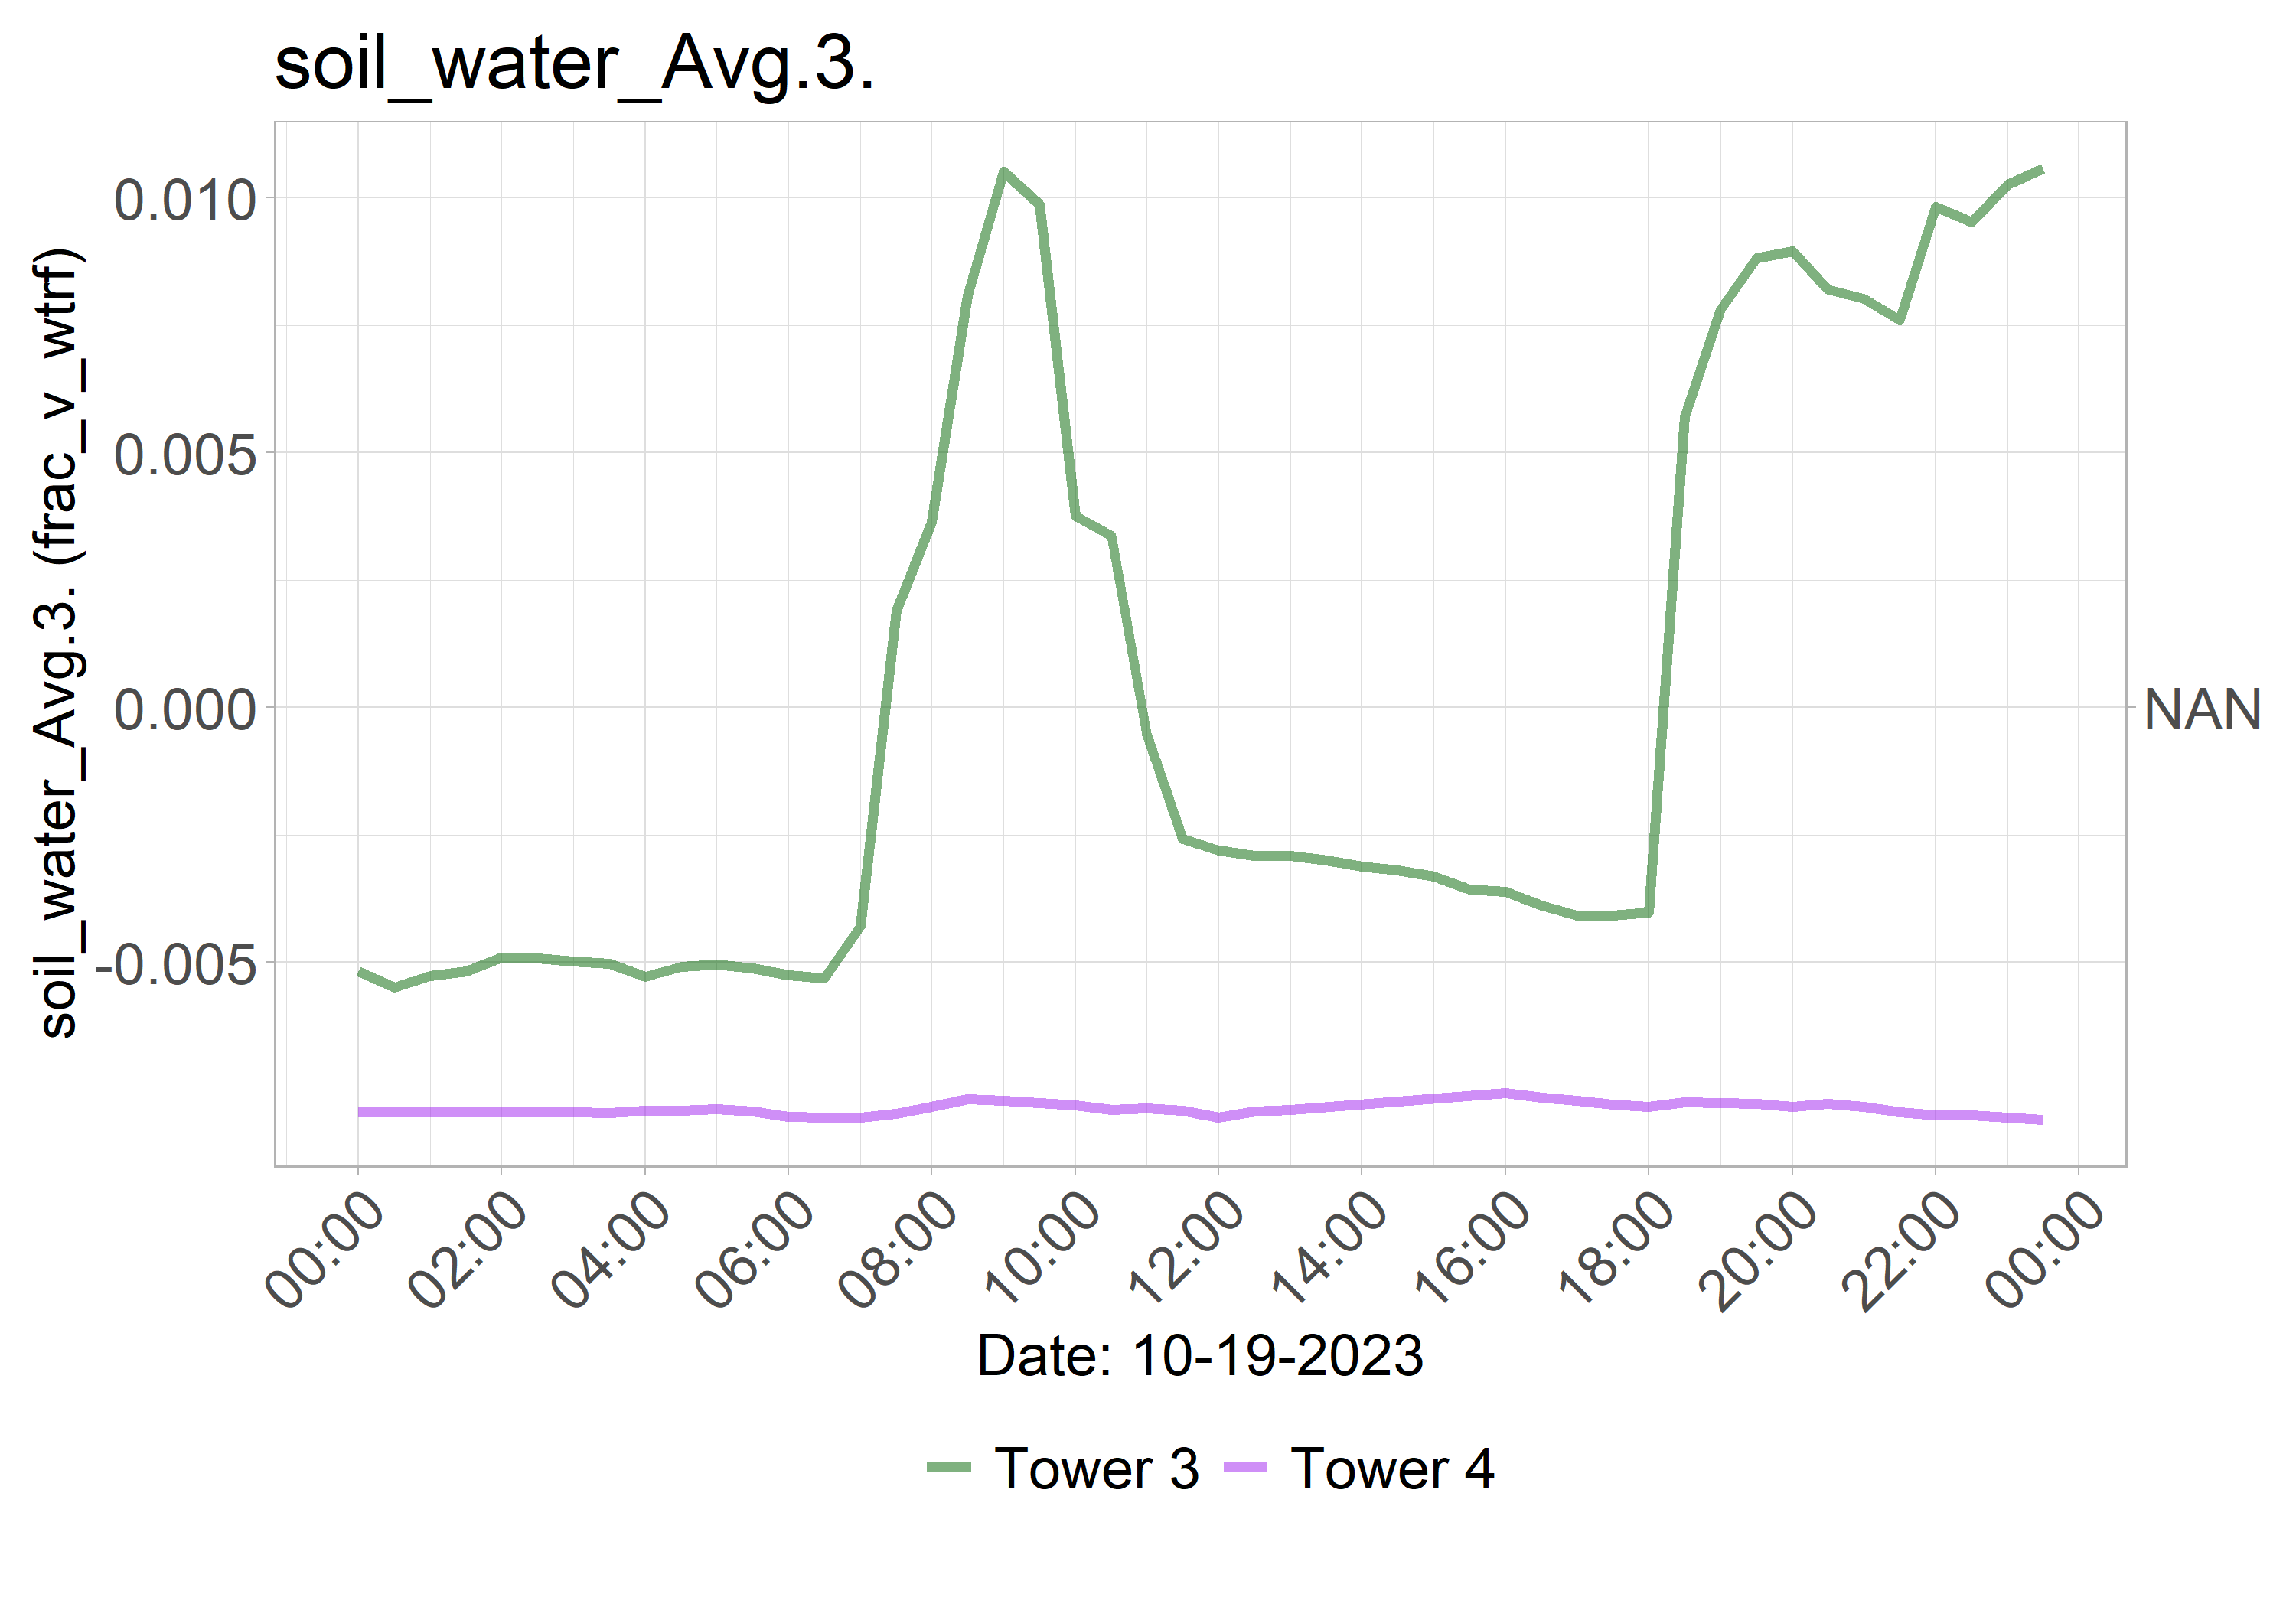 soil_water_Avg.3.
soil_water_Avg.3. (frac_v_wtrf)
0.010
0.005
0.000
-0.005
NAN
00:00
02:00
04:00
06:00
08:00
10:00
12:00
14:00
16:00
18:00
20:00
22:00
00:00
Date: 10-19-2023
Tower 3
Tower 4